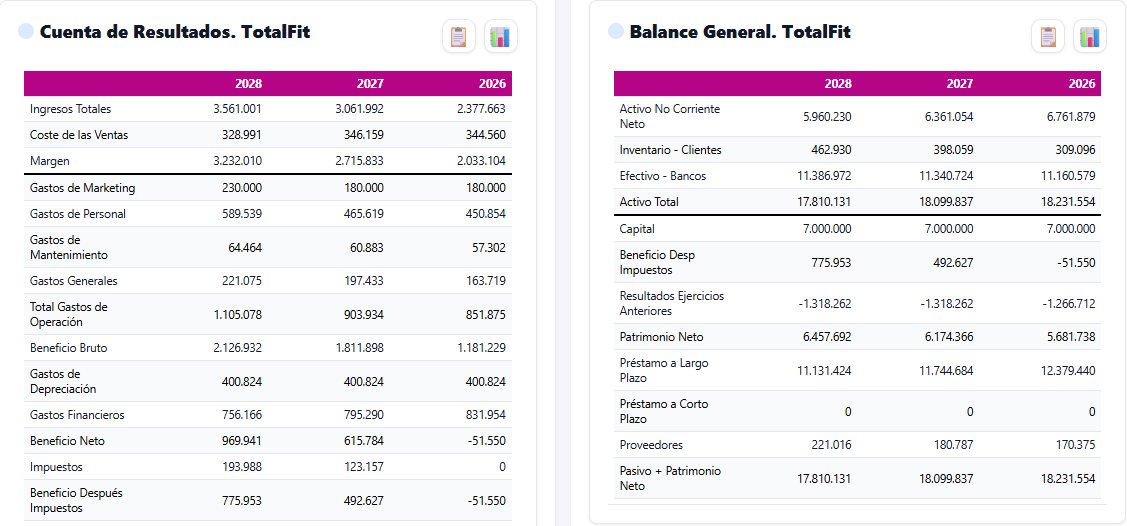 Cuenta de Resultados. TotalFit
2028 2027 2026
Ingresos Totales 3.561.001 3.061.992 2.377.663
Coste de las Ventas 328.991 346.159 344.560
Margen 3.232.010 2.715.833 2.033.104
Gastos de Marketing 230.000 180.000 180.000
Gastos de Personal 589.539 465.619 450.854
Gastos de
Mantenimiento 64.464 60.883 57.302
Gastos Generales 221.075 197.433 163.719
Total Gastos de
Operación 1.105.078 903.934 851.875
Beneficio Bruto 2.126.932 1.811.898 1.181.229
Gastos de
Depreciación 400.824 400.824 400.824
Gastos Financieros 756.166 795.290 831.954
Beneficio Neto 969.941 615.784 -51.550
Impuestos 193.988 123.157 0
Beneficio Después
Impuestos 775.953 492.627 -51.550
Balance General. TotalFit
2028 2027 2026
Activo No Corriente
Neto 5.960.230 6.361.054 6.761.879
Inventario - Clientes 462.930 398.059 309.096
Efectivo - Bancos 11.386.972 11.340.724 11.160.579
Activo Total 17.810.131 18.099.837 18.231.554
Capital 7.000.000 7.000.000 7.000.000
Beneficio Desp
Impuestos 775.953 492.627 -51.550
Resultados Ejercicios
Anteriores -1.318.262 -1.318.262 -1.266.712
Patrimonio Neto 6.457.692 6.174.366 5.681.738
Préstamo a Largo
Plazo 11.131.424 11.744.684 12.379.440
Préstamo a Corto
Plazo 0 0 0
Proveedores 221.016 180.787 170.375
Pasivo + Patrimonio
Neto 17.810.131 18.099.837 18.231.554